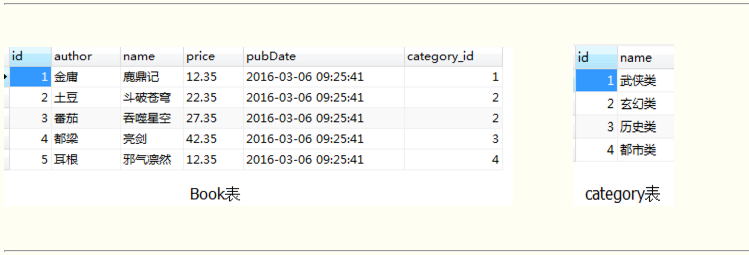 id author name price pubDate category_id
1 金庸 鹿鼎记 12.35 2016-03-06 09:25:41 1
2 土豆 斗破苍穹 22.35 2016-03-06 09:25:41 2
3 番茄 吞噬星空 27.35 2016-03-06 09:25:41 2
4 都梁 亮剑 42.35 2016-03-06 09:25:41 3
5 耳根 邪气凛然 12.35 2016-03-06 09:25:41 4
Book表
id name
1 武侠类
2 玄幻类
3 历史类
4 都市类
category表